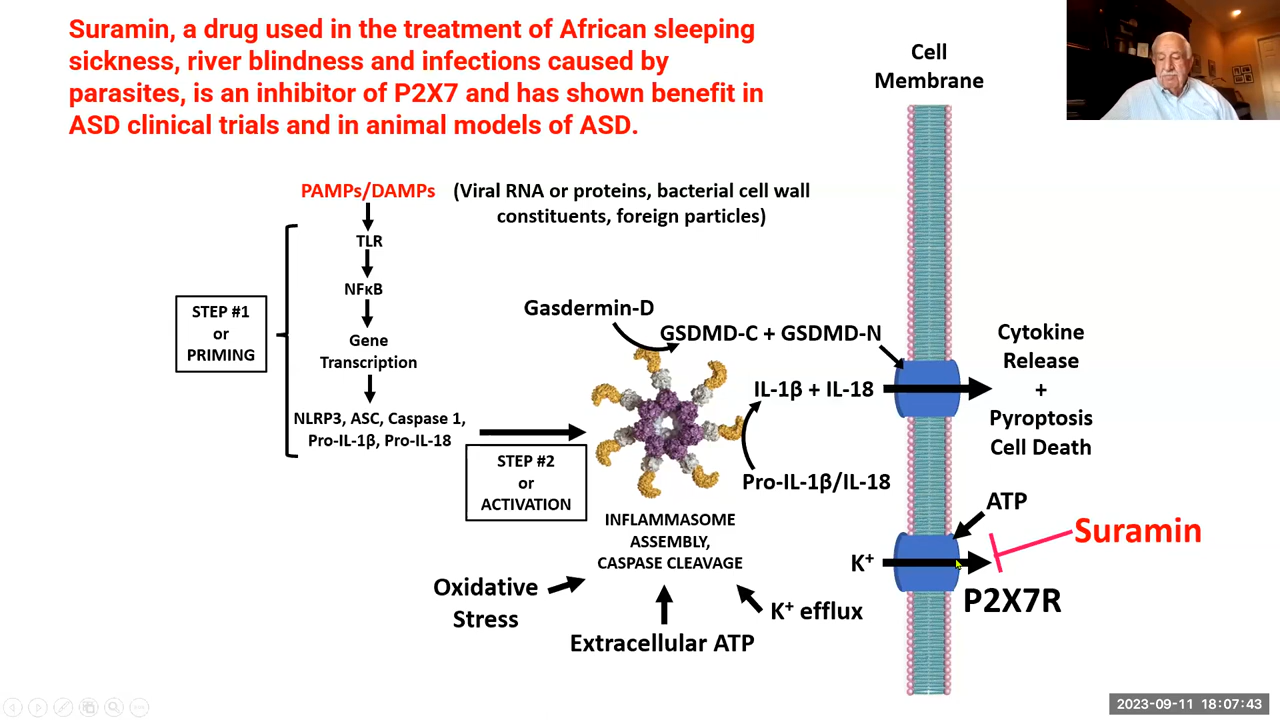 Suramin, a drug used in the treatment of African sleeping
sickness, river blindness and infections caused by
parasites, is an inhibitor of P2X7 and has shown benefit in
ASD clinical trials and in animal models of ASD.
Cell
Membrane
PAMPs/DAMPs (Viral RNA or proteins, bacterial cell wall
constituents, foreign particles)
TLR
NFκB
Gene
Transcription
NLRP3, ASC, Caspase 1,
Pro-IL-1β, Pro-IL-18
STEP #1
or
PRIMING
STEP #2
or
ACTIVATION
Gasdermin-D
GSDMD-C + GSDMD-N
IL-1β + IL-18
Pro-IL-1β/IL-18
Cytokine
Release
+
Pyroptosis
Cell Death
INFLAMMASOME
ASSEMBLY,
CASPASE CLEAVAGE
Oxidative
Stress
Extracellular ATP
K⁺ efflux
K⁺
ATP
Suramin
P2X7R
2023-09-11 18:07:43